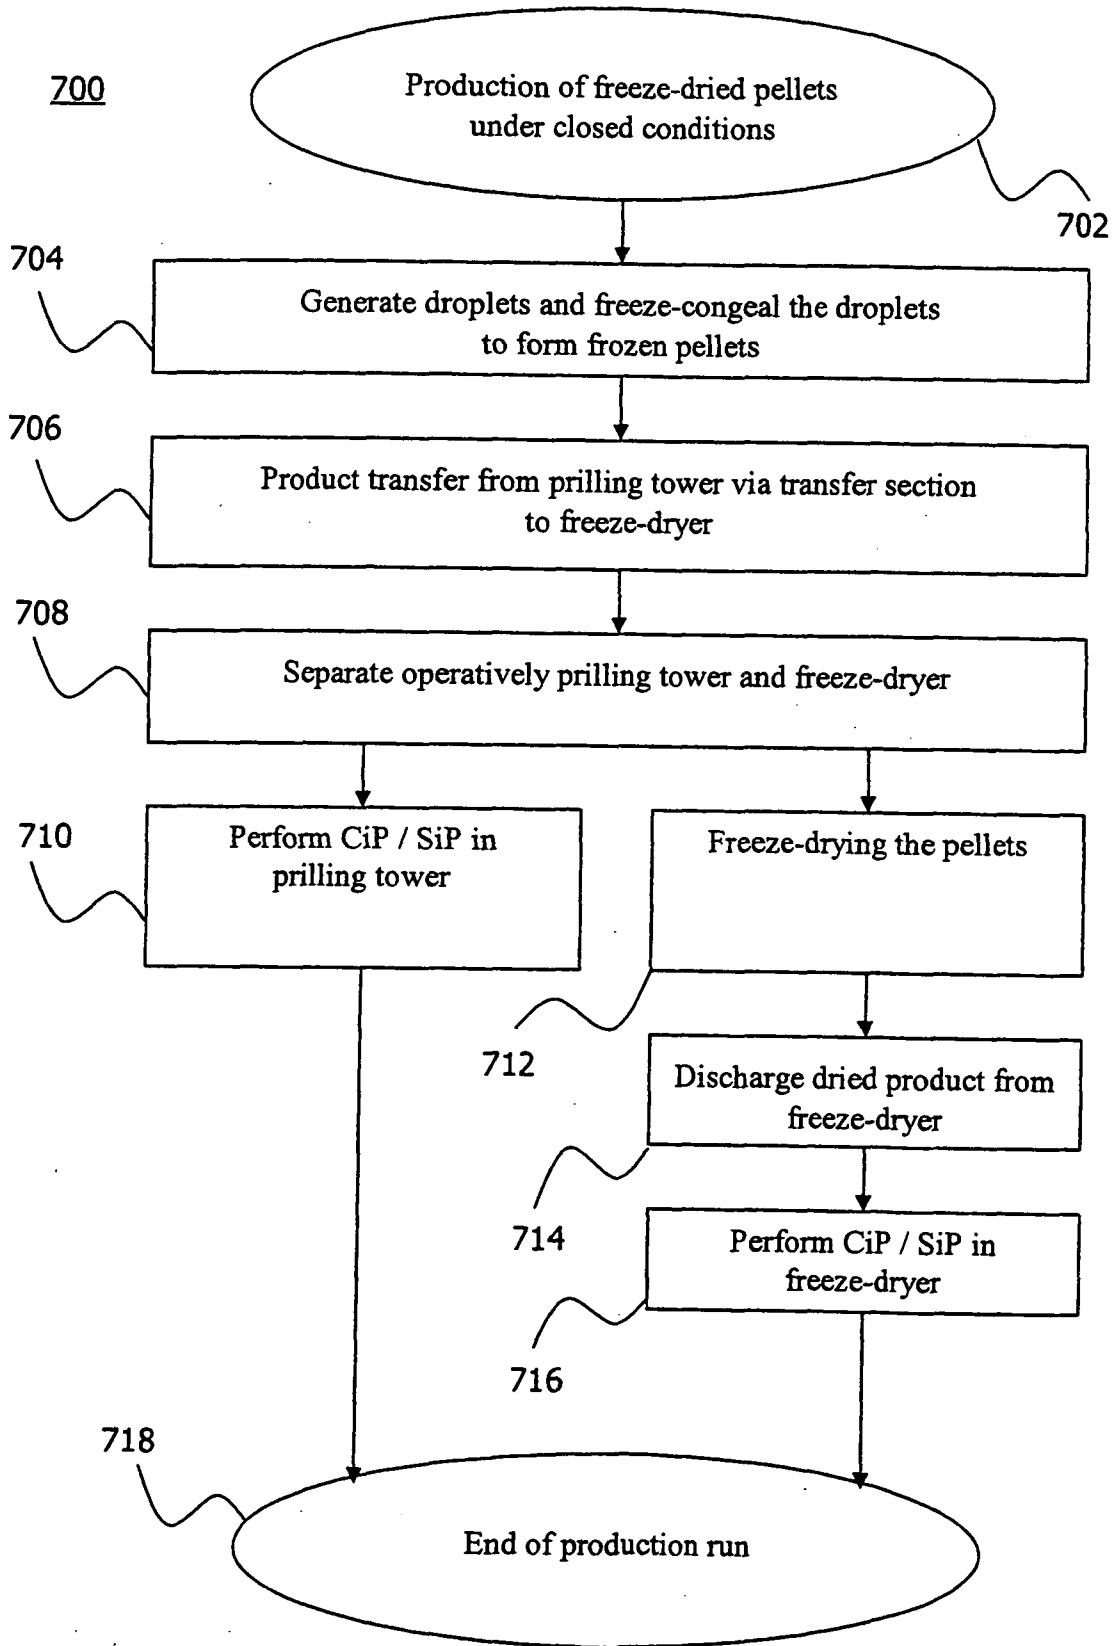 700
Production of freeze-dried pellets
under closed conditions
702
704
Generate droplets and freeze-congeal the droplets
to form frozen pellets
706
Product transfer from prilling tower via transfer section
to freeze-dryer
708
Separate operatively prilling tower and freeze-dryer
710
Perform CiP / SiP in
prilling tower
Freeze-drying the pellets
712
Discharge dried product from
freeze-dryer
714
Perform CiP / SiP in
freeze-dryer
716
718
End of production run